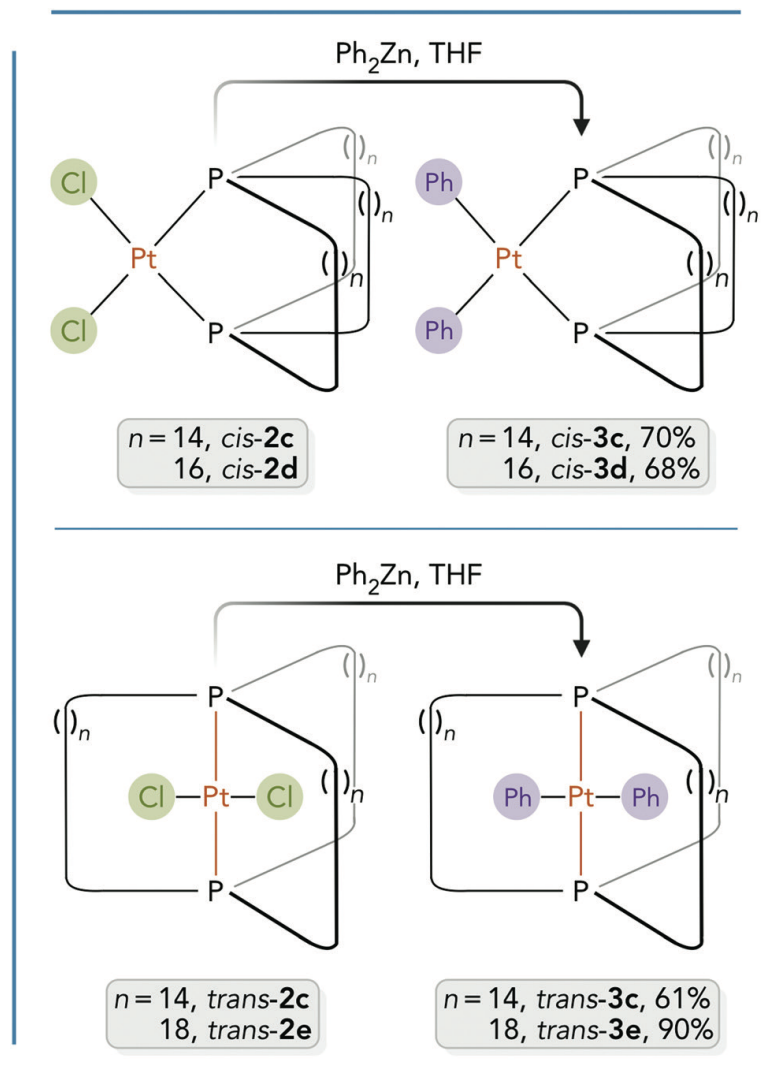 Ph2Zn, THF
( )n
Cl
P
( )n
Pt
( )n
Cl
P
( )n
Ph
P
( )n
Pt
( )n
Ph
P
n = 14, cis-2c
16, cis-2d
n = 14, cis-3c, 70%
16, cis-3d, 68%
Ph2Zn, THF
( )n
P
( )n
( )n
Cl
Pt
Cl
P
( )n
P
( )n
( )n
Ph
Pt
Ph
P
n = 14, trans-2c
18, trans-2e
n = 14, trans-3c, 61%
18, trans-3e, 90%